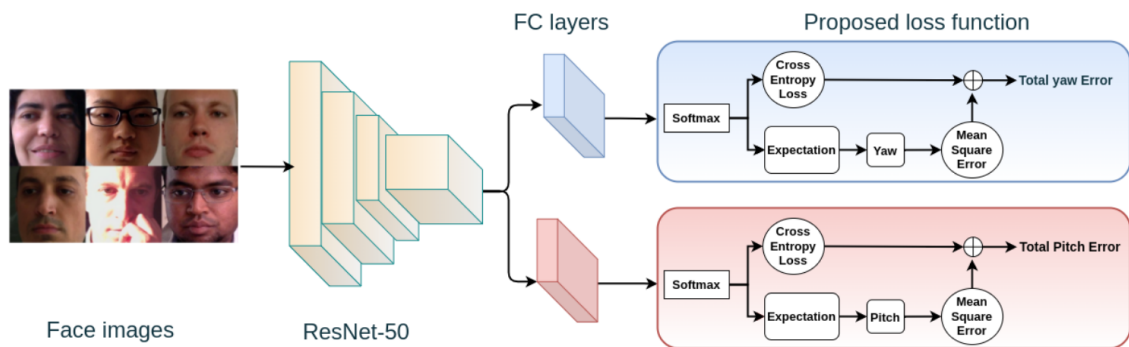 FC layers
Proposed loss function
Cross
Entropy
Loss
Total yaw Error
Softmax
Expectation
Yaw
Mean
Square
Error
Cross
Entropy
Loss
Total Pitch Error
Softmax
Expectation
Pitch
Mean
Square
Error
Face images
ResNet-50